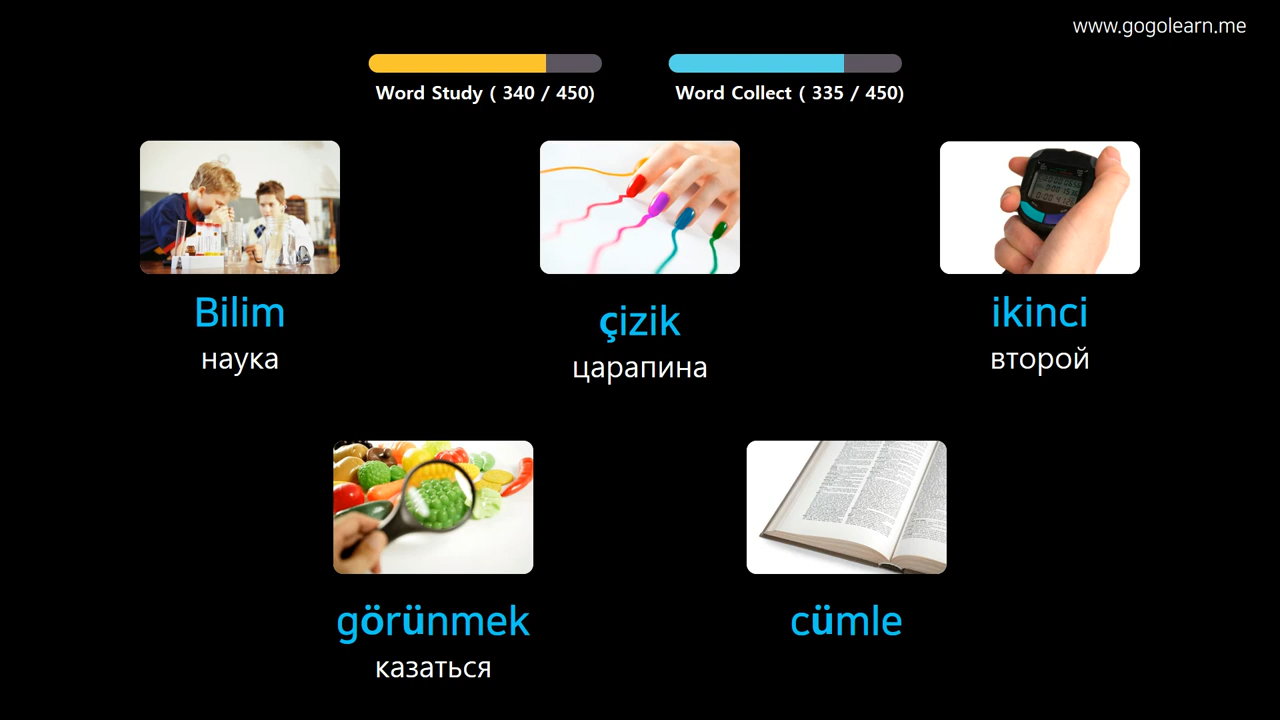 www.gogolearn.me
Word Study ( 340 / 450)
Word Collect ( 335 / 450)
Bilim
наука
çizik
царапина
ikinci
второй
görünmek
казаться
cümle